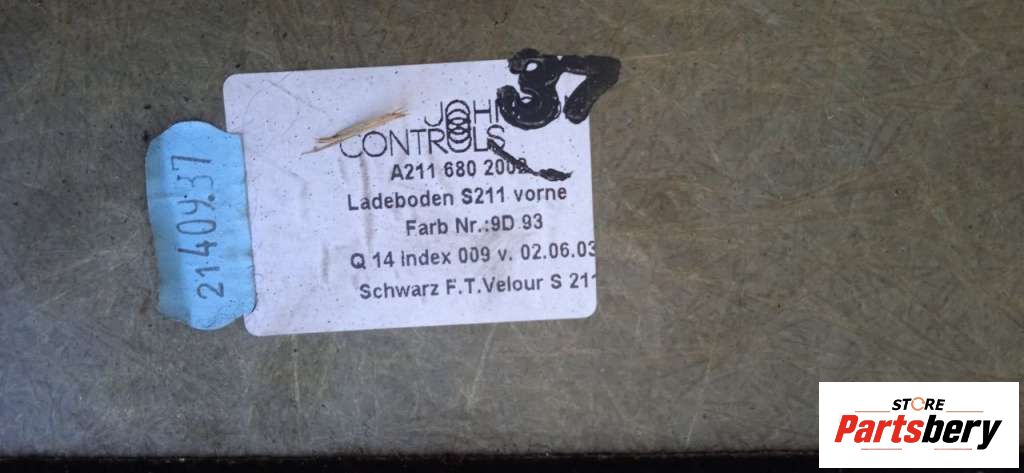 37
JOHN
CONTROLS
A211 680 2002
Ladeboden S211 vorne
Farb Nr.:9D 93
Q 14 index 009 v. 02.06.03
Schwarz F.T.Velour S 211
21409.37
STORE
Partsbery